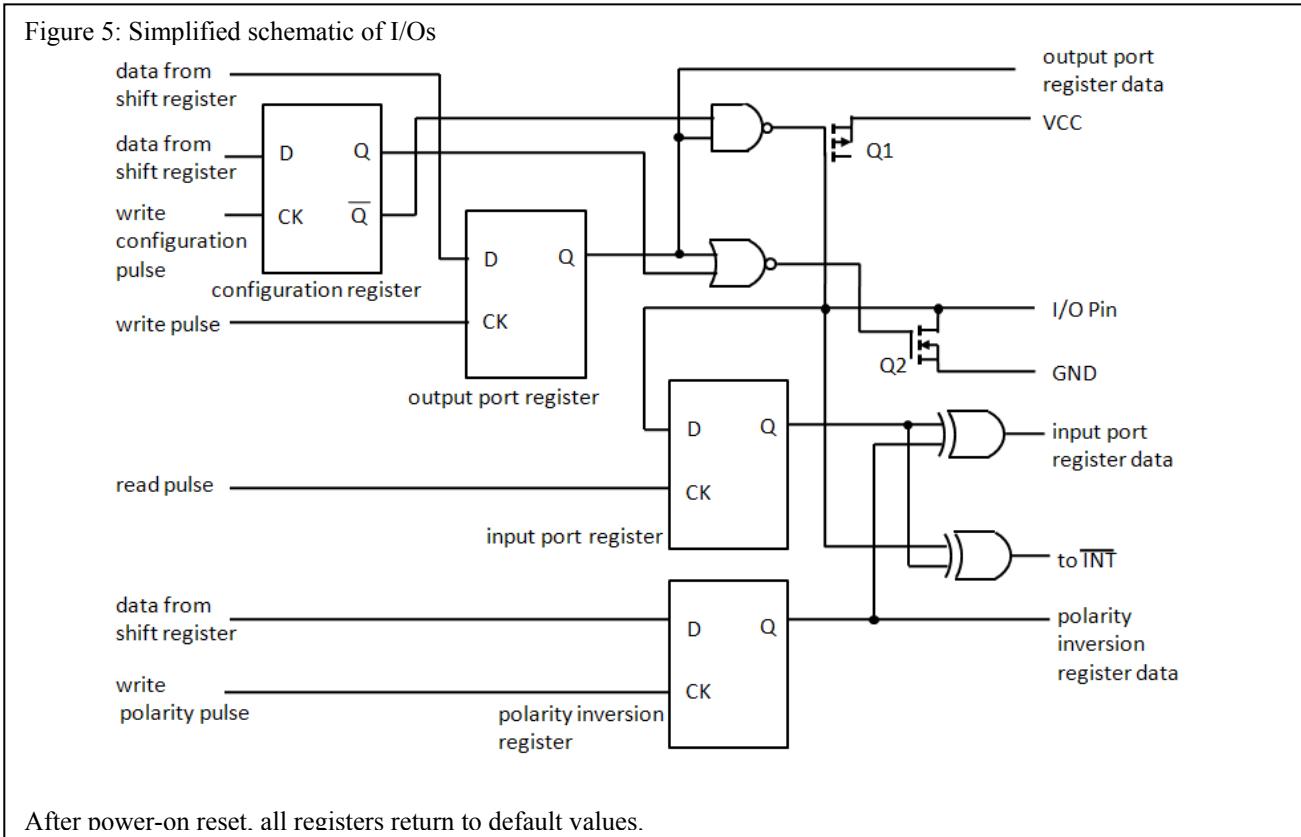 Figure 5: Simplified schematic of I/Os
data from
shift register
output port
register data
VCC
Q1
data from
shift register
D
Q
CK
Q̅
write
configuration
pulse
configuration register
D
Q
CK
write pulse
output port register
I/O Pin
Q2
GND
D
Q
CK
input port
register data
read pulse
input port register
to I̅N̅T̅
data from
shift register
D
Q
CK
polarity
inversion
register data
write
polarity pulse
polarity inversion
register
After power-on reset, all registers return to default values.